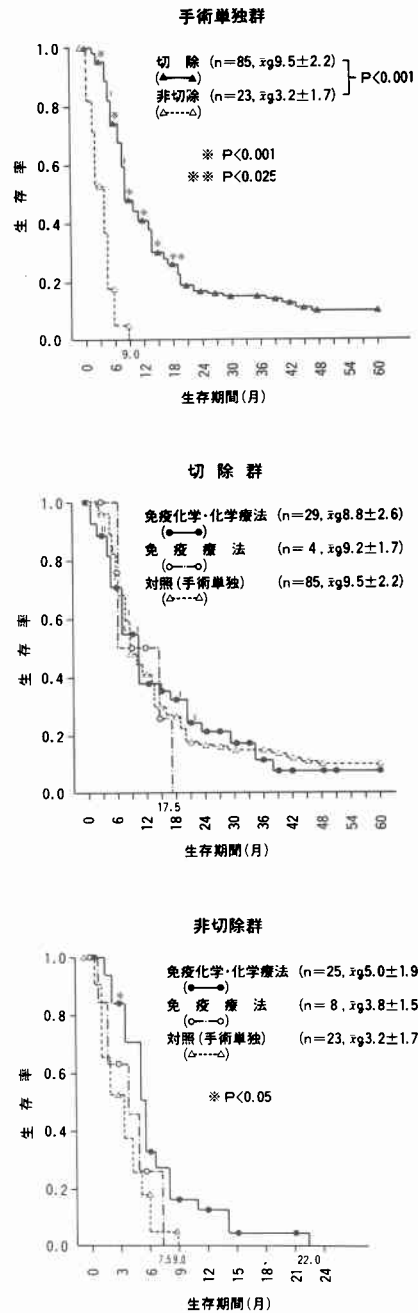 手術単独群
切 除 (n=85, x̄g9.5±2.2)
(▲—▲)
P<0.001
非切除 (n=23, x̄g3.2±1.7)
(△----△)
※ P<0.001
※※ P<0.025
生存率
1.0
0.8
0.6
0.4
0.2
0.0
9.0
0 6 12 18 24 30 36 42 48 54 60
生存期間(月)
切 除 群
免疫化学・化学療法 (n=29, x̄g8.8±2.6)
(●—●)
免 疫 療 法 (n= 4, x̄g9.2±1.7)
(○-·-○)
対照(手術単独) (n=85, x̄g9.5±2.2)
(△----△)
生存率
1.0
0.8
0.6
0.4
0.2
0.0
17.5
0 6 12 18 24 30 36 42 48 54 60
生存期間(月)
非切除群
免疫化学・化学療法 (n=25, x̄g5.0±1.9
(●—●)
免 疫 療 法 (n= 8, x̄g3.8±1.5
(○-·-○)
対照(手術単独) (n=23, x̄g3.2±1.7
(△----△)
※ P<0.05
生存率
1.0
0.8
0.6
0.4
0.2
0.0
7.5 9.0 22.0
0 3 6 9 12 15 18 21 24
生存期間(月)